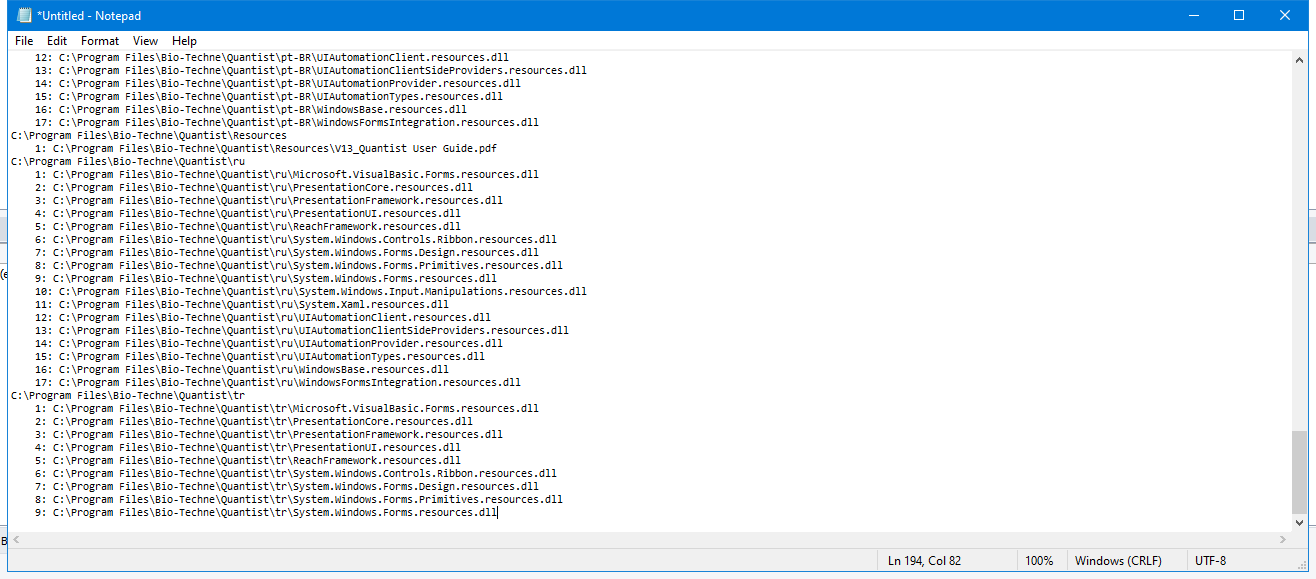 *Untitled - Notepad
File Edit Format View Help
12: C:\Program Files\Bio-Techne\Quantist\pt-BR\UIAutomationClient.resources.dll
13: C:\Program Files\Bio-Techne\Quantist\pt-BR\UIAutomationClientSideProviders.resources.dll
14: C:\Program Files\Bio-Techne\Quantist\pt-BR\UIAutomationProvider.resources.dll
15: C:\Program Files\Bio-Techne\Quantist\pt-BR\UIAutomationTypes.resources.dll
16: C:\Program Files\Bio-Techne\Quantist\pt-BR\WindowsBase.resources.dll
17: C:\Program Files\Bio-Techne\Quantist\pt-BR\WindowsFormsIntegration.resources.dll
C:\Program Files\Bio-Techne\Quantist\Resources
1: C:\Program Files\Bio-Techne\Quantist\Resources\V13_Quantist User Guide.pdf
C:\Program Files\Bio-Techne\Quantist\ru
1: C:\Program Files\Bio-Techne\Quantist\ru\Microsoft.VisualBasic.Forms.resources.dll
2: C:\Program Files\Bio-Techne\Quantist\ru\PresentationCore.resources.dll
3: C:\Program Files\Bio-Techne\Quantist\ru\PresentationFramework.resources.dll
4: C:\Program Files\Bio-Techne\Quantist\ru\PresentationUI.resources.dll
5: C:\Program Files\Bio-Techne\Quantist\ru\ReachFramework.resources.dll
6: C:\Program Files\Bio-Techne\Quantist\ru\System.Windows.Controls.Ribbon.resources.dll
7: C:\Program Files\Bio-Techne\Quantist\ru\System.Windows.Forms.Design.resources.dll
8: C:\Program Files\Bio-Techne\Quantist\ru\System.Windows.Forms.Primitives.resources.dll
9: C:\Program Files\Bio-Techne\Quantist\ru\System.Windows.Forms.resources.dll
10: C:\Program Files\Bio-Techne\Quantist\ru\System.Windows.Input.Manipulations.resources.dll
11: C:\Program Files\Bio-Techne\Quantist\ru\System.Xaml.resources.dll
12: C:\Program Files\Bio-Techne\Quantist\ru\UIAutomationClient.resources.dll
13: C:\Program Files\Bio-Techne\Quantist\ru\UIAutomationClientSideProviders.resources.dll
14: C:\Program Files\Bio-Techne\Quantist\ru\UIAutomationProvider.resources.dll
15: C:\Program Files\Bio-Techne\Quantist\ru\UIAutomationTypes.resources.dll
16: C:\Program Files\Bio-Techne\Quantist\ru\WindowsBase.resources.dll
17: C:\Program Files\Bio-Techne\Quantist\ru\WindowsFormsIntegration.resources.dll
C:\Program Files\Bio-Techne\Quantist\tr
1: C:\Program Files\Bio-Techne\Quantist\tr\Microsoft.VisualBasic.Forms.resources.dll
2: C:\Program Files\Bio-Techne\Quantist\tr\PresentationCore.resources.dll
3: C:\Program Files\Bio-Techne\Quantist\tr\PresentationFramework.resources.dll
4: C:\Program Files\Bio-Techne\Quantist\tr\PresentationUI.resources.dll
5: C:\Program Files\Bio-Techne\Quantist\tr\ReachFramework.resources.dll
6: C:\Program Files\Bio-Techne\Quantist\tr\System.Windows.Controls.Ribbon.resources.dll
7: C:\Program Files\Bio-Techne\Quantist\tr\System.Windows.Forms.Design.resources.dll
8: C:\Program Files\Bio-Techne\Quantist\tr\System.Windows.Forms.Primitives.resources.dll
9: C:\Program Files\Bio-Techne\Quantist\tr\System.Windows.Forms.resources.dll
Ln 194, Col 82 100% Windows (CRLF) UTF-8